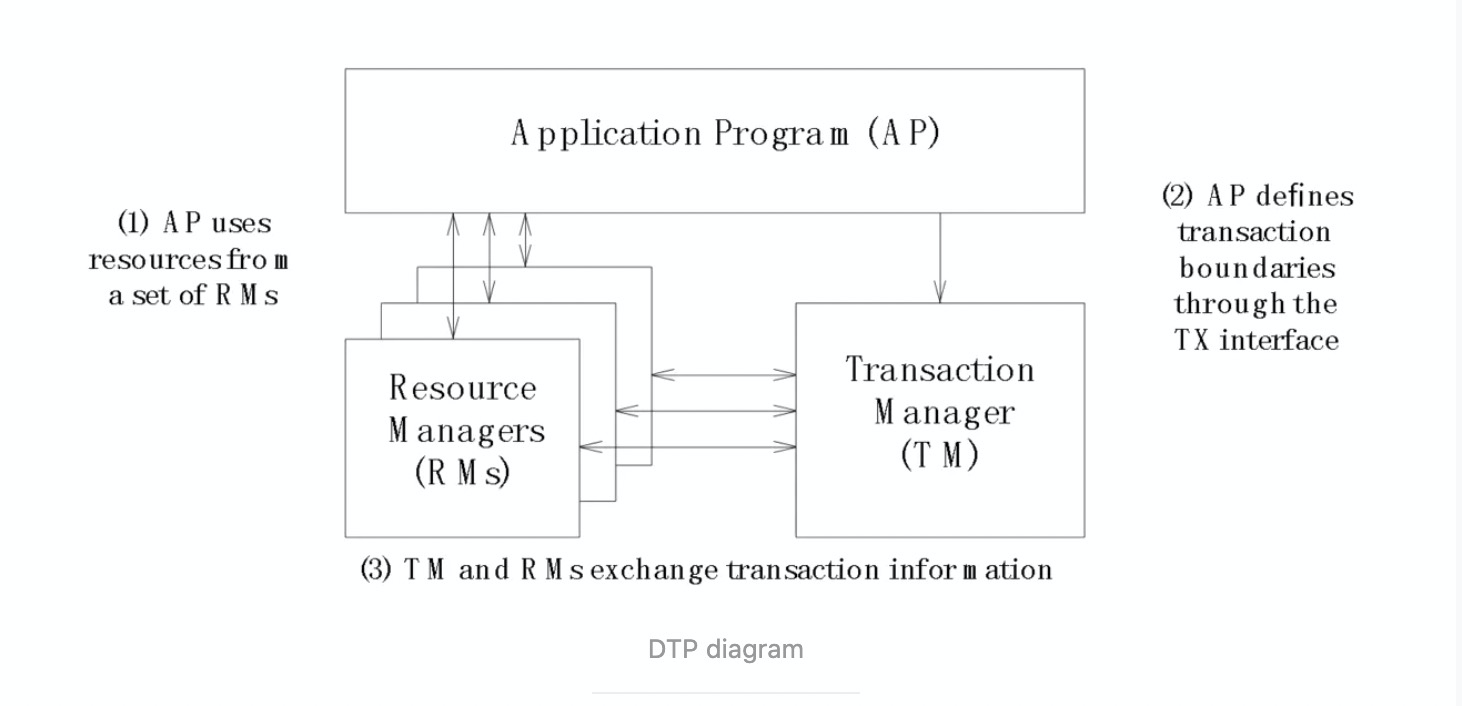 Application Program (AP)
(1) AP uses
resources from
a set of RMs
(2) AP defines
transaction
boundaries
through the
TX interface
Resource
Managers
(RMs)
Transaction
Manager
(TM)
(3) TM and RMs exchange transaction information
DTP diagram